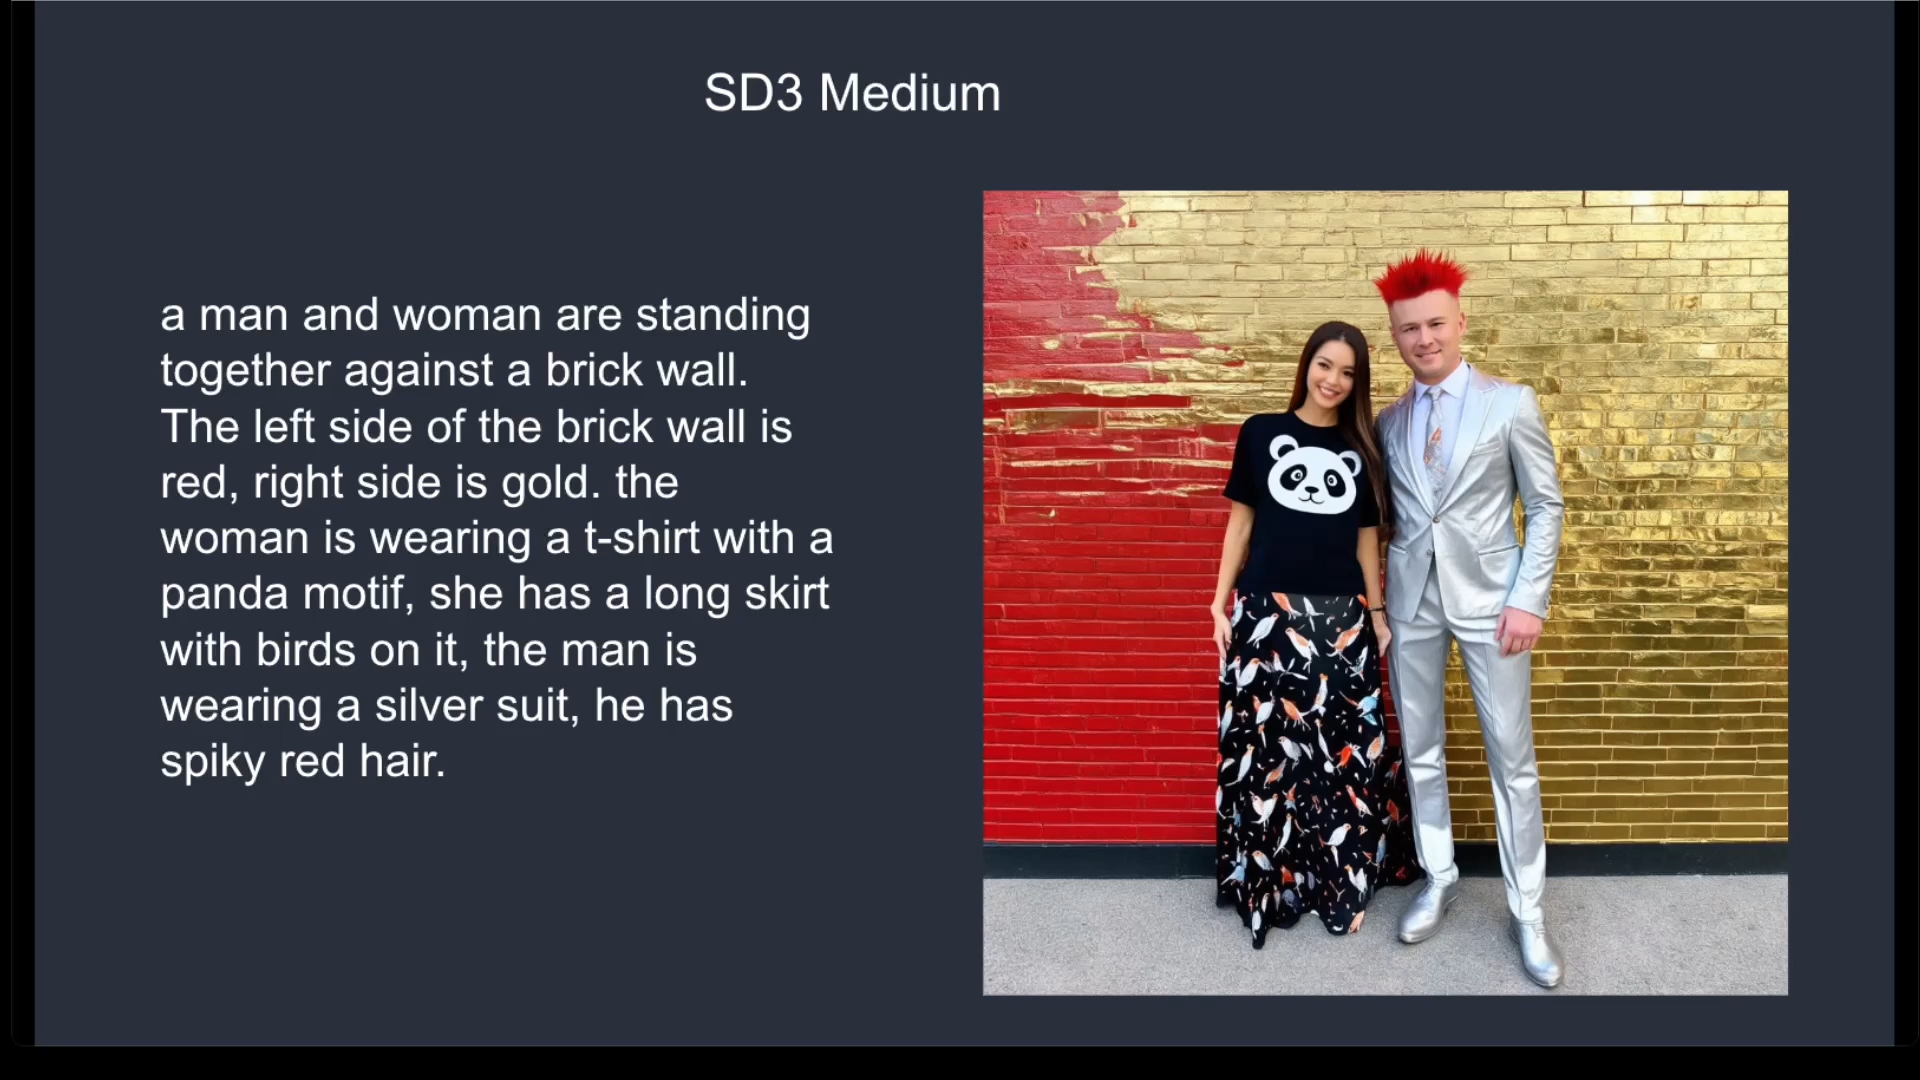 SD3 Medium
a man and woman are standing
together against a brick wall.
The left side of the brick wall is
red, right side is gold. the
woman is wearing a t-shirt with a
panda motif, she has a long skirt
with birds on it, the man is
wearing a silver suit, he has
spiky red hair.